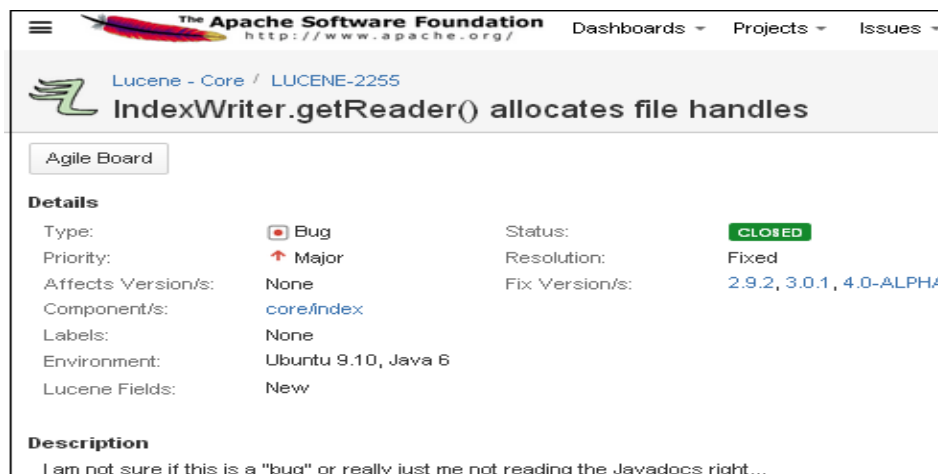 The Apache Software Foundation
http://www.apache.org/
Dashboards Projects Issues
Lucene - Core / LUCENE-2255
IndexWriter.getReader() allocates file handles
Agile Board
Details
Type: Bug Status: CLOSED
Priority: Major Resolution: Fixed
Affects Version/s: None Fix Version/s: 2.9.2, 3.0.1, 4.0-ALPHA
Component/s: core/index
Labels: None
Environment: Ubuntu 9.10, Java 6
Lucene Fields: New
Description
I am not sure if this is a "bug" or really just me not reading the Javadocs right...